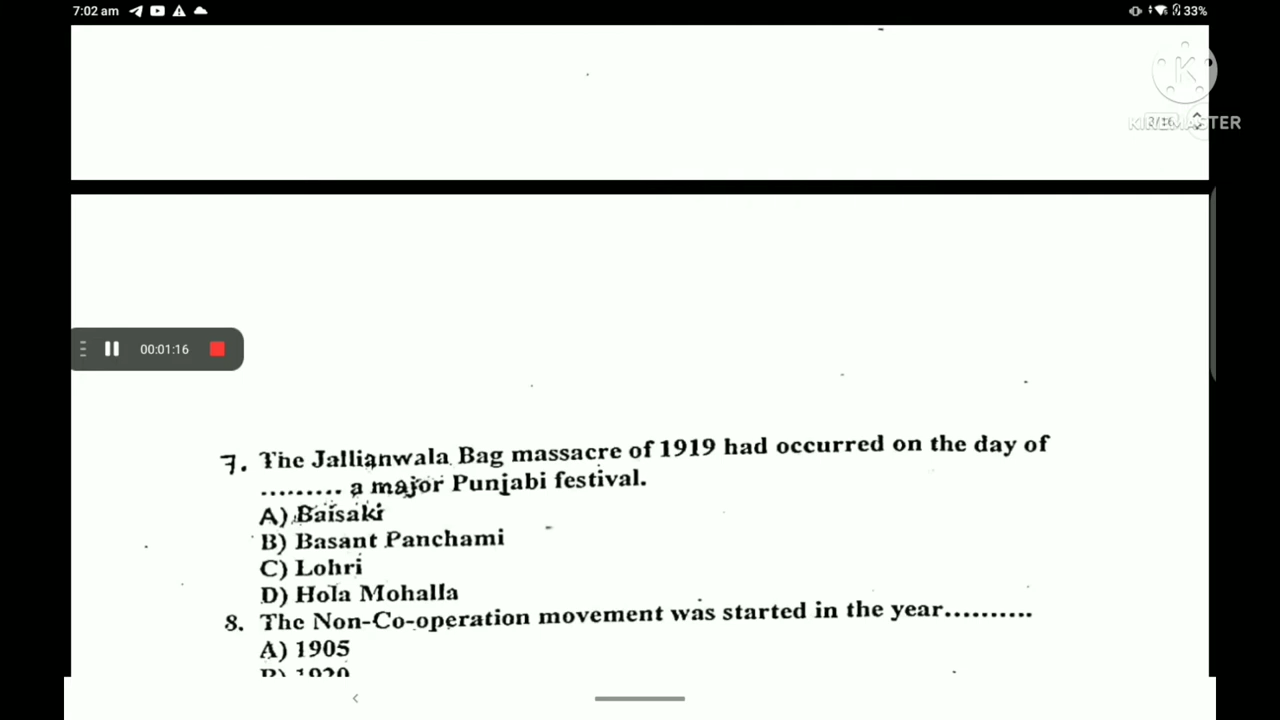 7:02 am
33%
KINEMASTER
00:01:16
7. The Jallianwala Bag massacre of 1919 had occurred on the day of
......... a major Punjabi festival.
A) Baisaki
B) Basant Panchami
C) Lohri
D) Hola Mohalla
8. The Non-Co-operation movement was started in the year..........
A) 1905
B) 1920